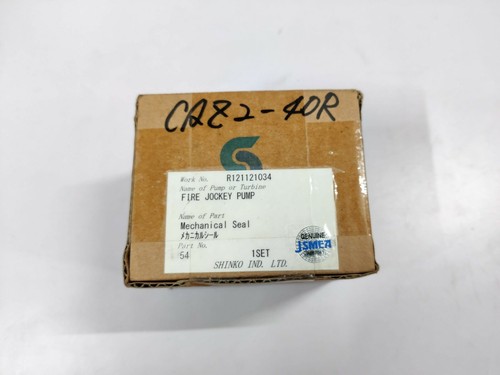 CAZ2-40R
Work No. R121121034
Name of Pump or Turbine
FIRE JOCKEY PUMP
Name of Part
Mechanical Seal
メカニカルシール
Part No.
54 1SET
SHINKO IND. LTD.
GENUINE
JSMEA